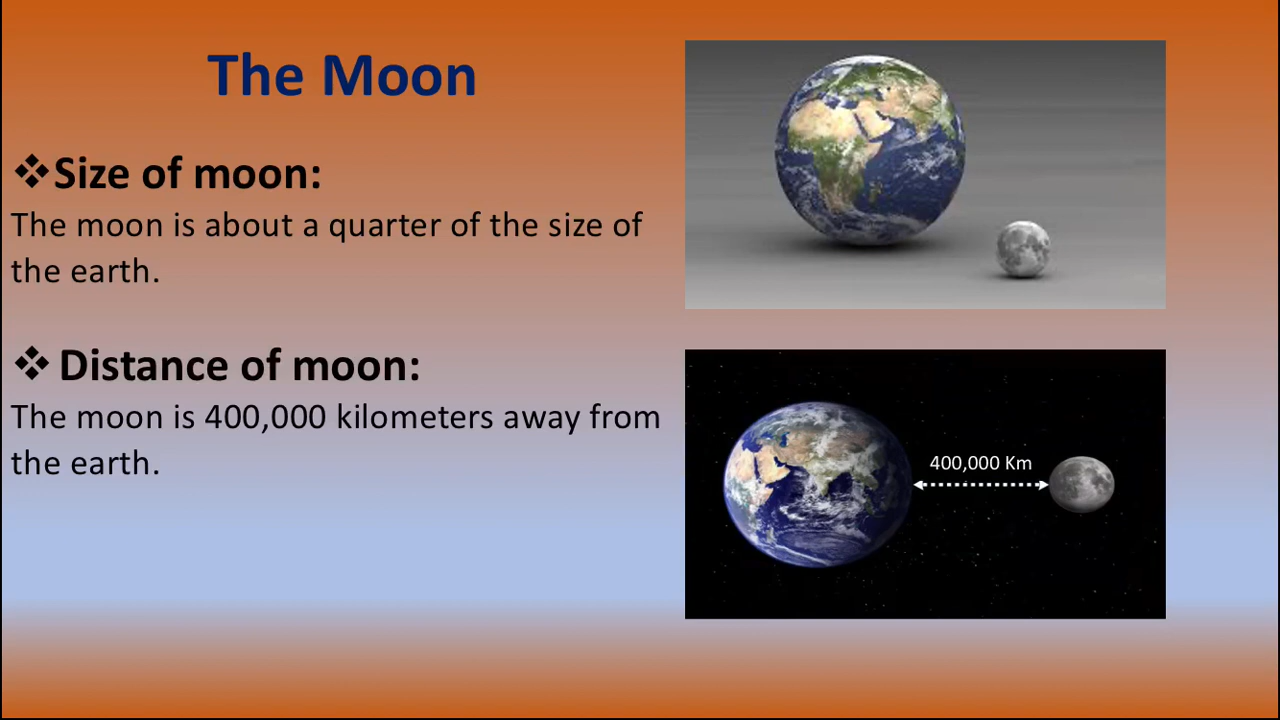 The Moon
❖Size of moon:
The moon is about a quarter of the size of
the earth.
❖ Distance of moon:
The moon is 400,000 kilometers away from
the earth.
400,000 Km